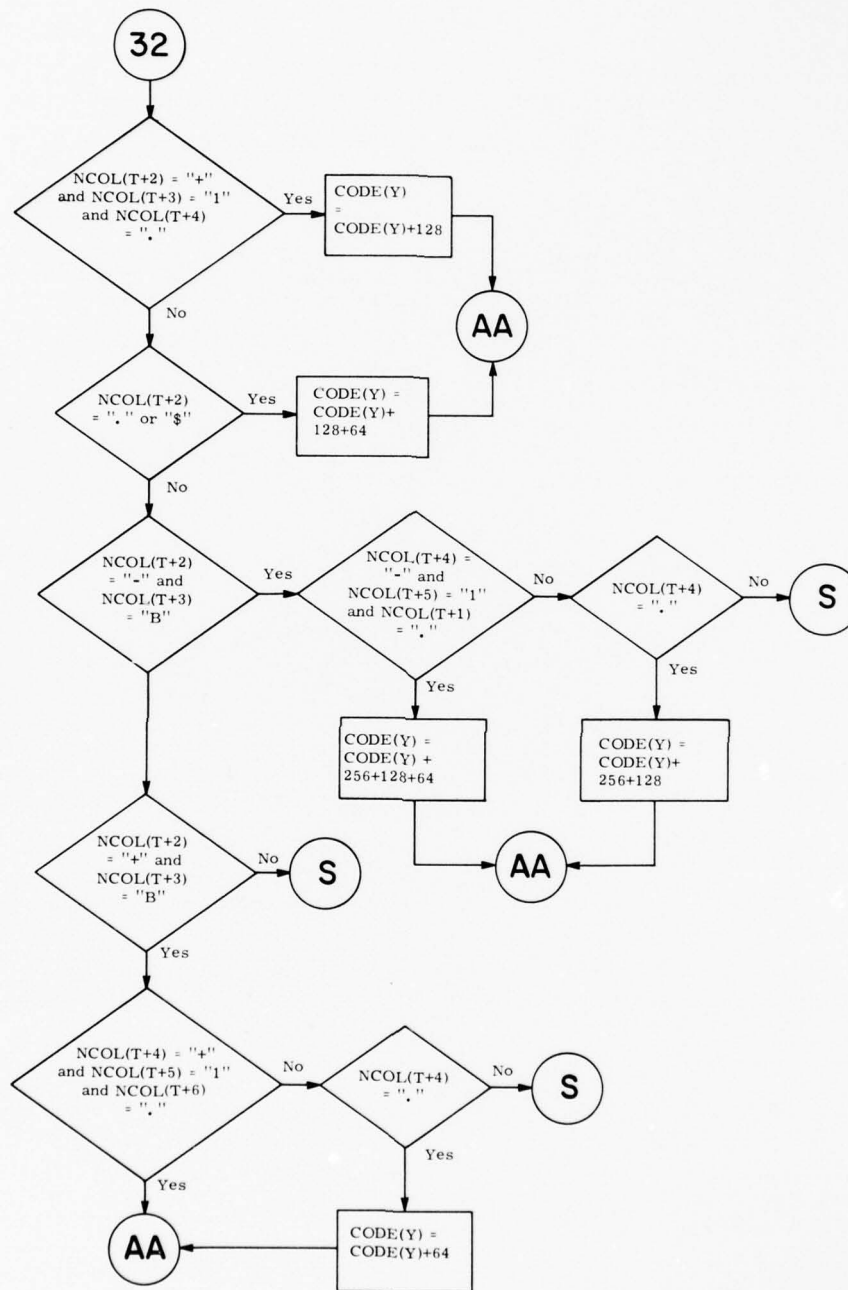 32
NCOL(T+2) = "+"
and NCOL(T+3) = "1"
and NCOL(T+4)
= "."
Yes
CODE(Y)
=
CODE(Y)+128
AA
No
NCOL(T+2)
= "." or "$"
Yes
CODE(Y) =
CODE(Y)+
128+64
No
NCOL(T+2)
= "-" and
NCOL(T+3)
= "B"
Yes
NCOL(T+4) =
"-" and
NCOL(T+5) = "1"
and NCOL(T+1)
= "."
No
NCOL(T+4)
= "."
No
S
Yes
CODE(Y) =
CODE(Y) +
256+128+64
Yes
CODE(Y) =
CODE(Y)+
256+128
AA
NCOL(T+2)
= "+" and
NCOL(T+3)
= "B"
No
S
Yes
NCOL(T+4) = "+"
and NCOL(T+5) = "1"
and NCOL(T+6)
= "."
No
NCOL(T+4)
= "."
No
S
Yes
AA
Yes
CODE(Y) =
CODE(Y)+64